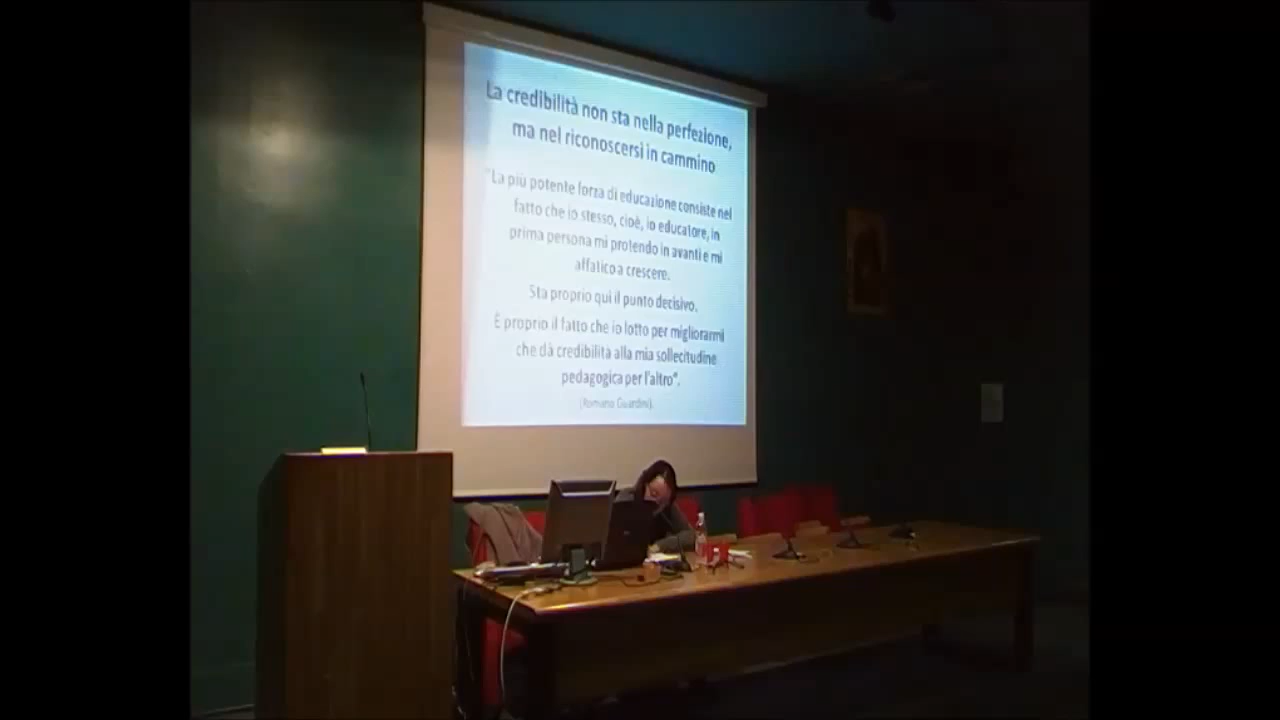 La credibilità non sta nella perfezione,
ma nel riconoscersi in cammino
"La più potente forza di educazione consiste nel
fatto che io stesso, cioè, io educatore, in
prima persona mi protendo in avanti e mi
affatico a crescere.
Sta proprio qui il punto decisivo.
È proprio il fatto che io lotto per migliorarmi
che dà credibilità alla mia sollecitudine
pedagogica per l'altro".
(Romano Guardini).